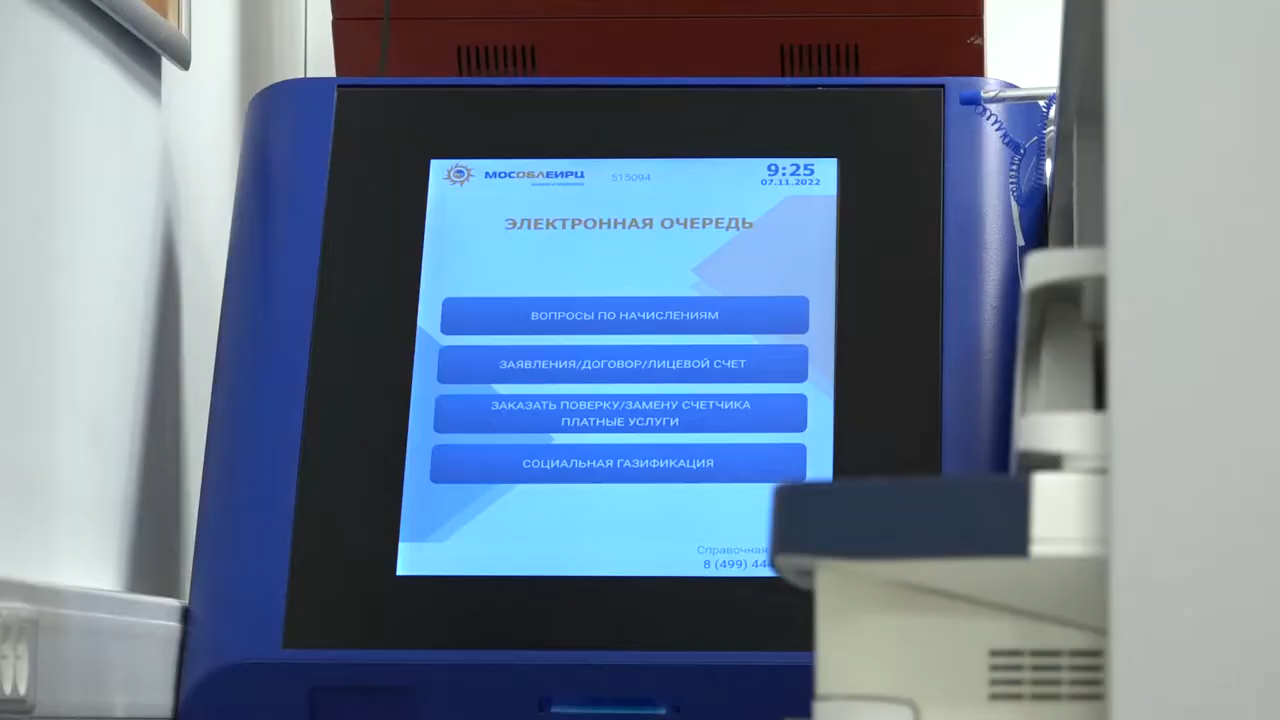 МОСОБЛЕИРЦ
515094
9:25
07.11.2022
ЭЛЕКТРОННАЯ ОЧЕРЕДЬ
ВОПРОСЫ ПО НАЧИСЛЕНИЯМ
ЗАЯВЛЕНИЯ/ДОГОВОР/ЛИЦЕВОЙ СЧЕТ
ЗАКАЗАТЬ ПОВЕРКУ/ЗАМЕНУ СЧЕТЧИКА
ПЛАТНЫЕ УСЛУГИ
СОЦИАЛЬНАЯ ГАЗИФИКАЦИЯ
Справочная
8 (499) 44